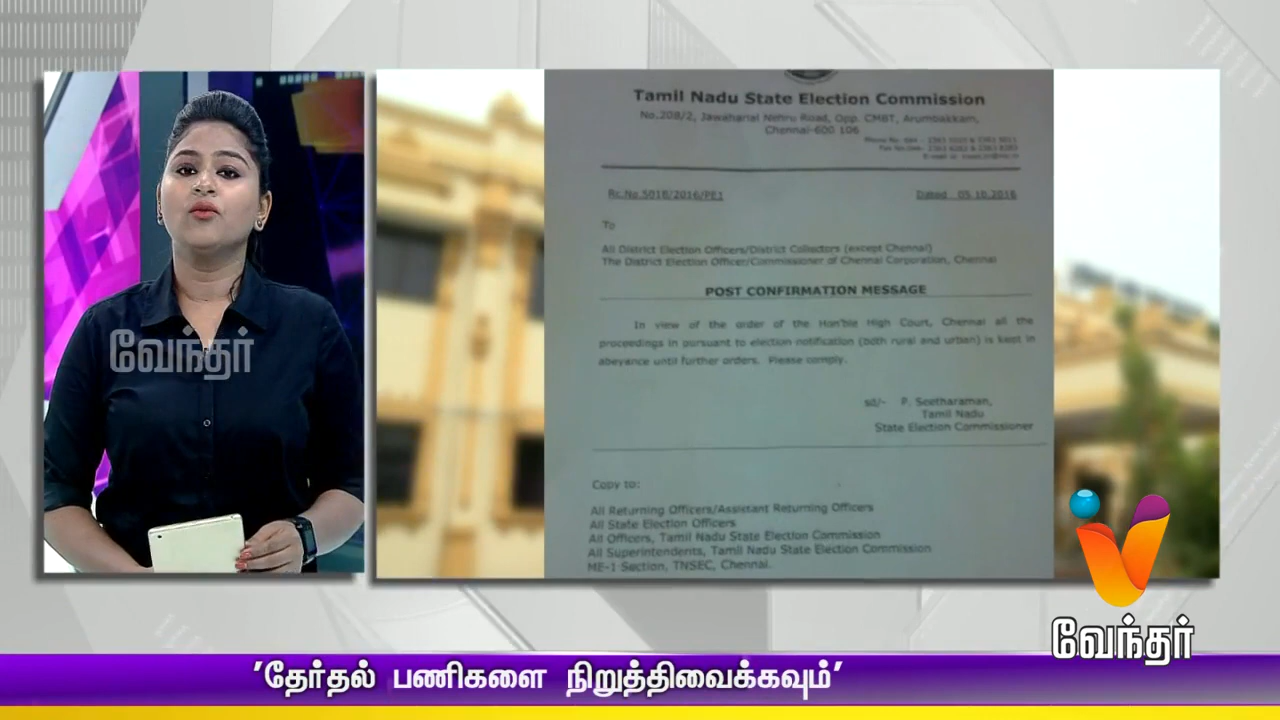 Tamil Nadu State Election Commission
No.208/2, Jawaharlal Nehru Road, Opp. CMBT, Arumbakkam,
Chennai-600 106
Rc.No.5018/2016/PE1 Dated 05.10.2016
To
All District Election Officers/District Collectors (except Chennai)
The District Election Officer/Commissioner of Chennai Corporation, Chennai
POST CONFIRMATION MESSAGE
In view of the order of the Hon'ble High Court, Chennai all the
proceedings in pursuant to election notification (both rural and urban) is kept in
abeyance until further orders. Please comply.
sd/- P. Seetharaman,
Tamil Nadu
State Election Commissioner
Copy to:
All Returning Officers/Assistant Returning Officers
All State Election Officers
All Officers, Tamil Nadu State Election Commission
All Superintendents, Tamil Nadu State Election Commission
ME-1 Section, TNSEC, Chennai.
வேந்தர்
வேந்தர்
'தேர்தல் பணிகளை நிறுத்திவைக்கவும்'